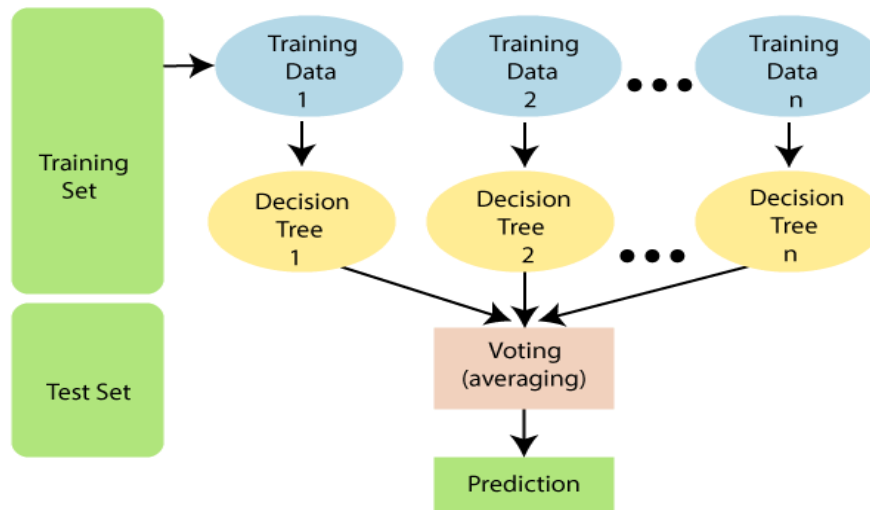 Training
Set
Test Set
Training
Data
1
Training
Data
2
Training
Data
n
Decision
Tree
1
Decision
Tree
2
Decision
Tree
n
Voting
(averaging)
Prediction